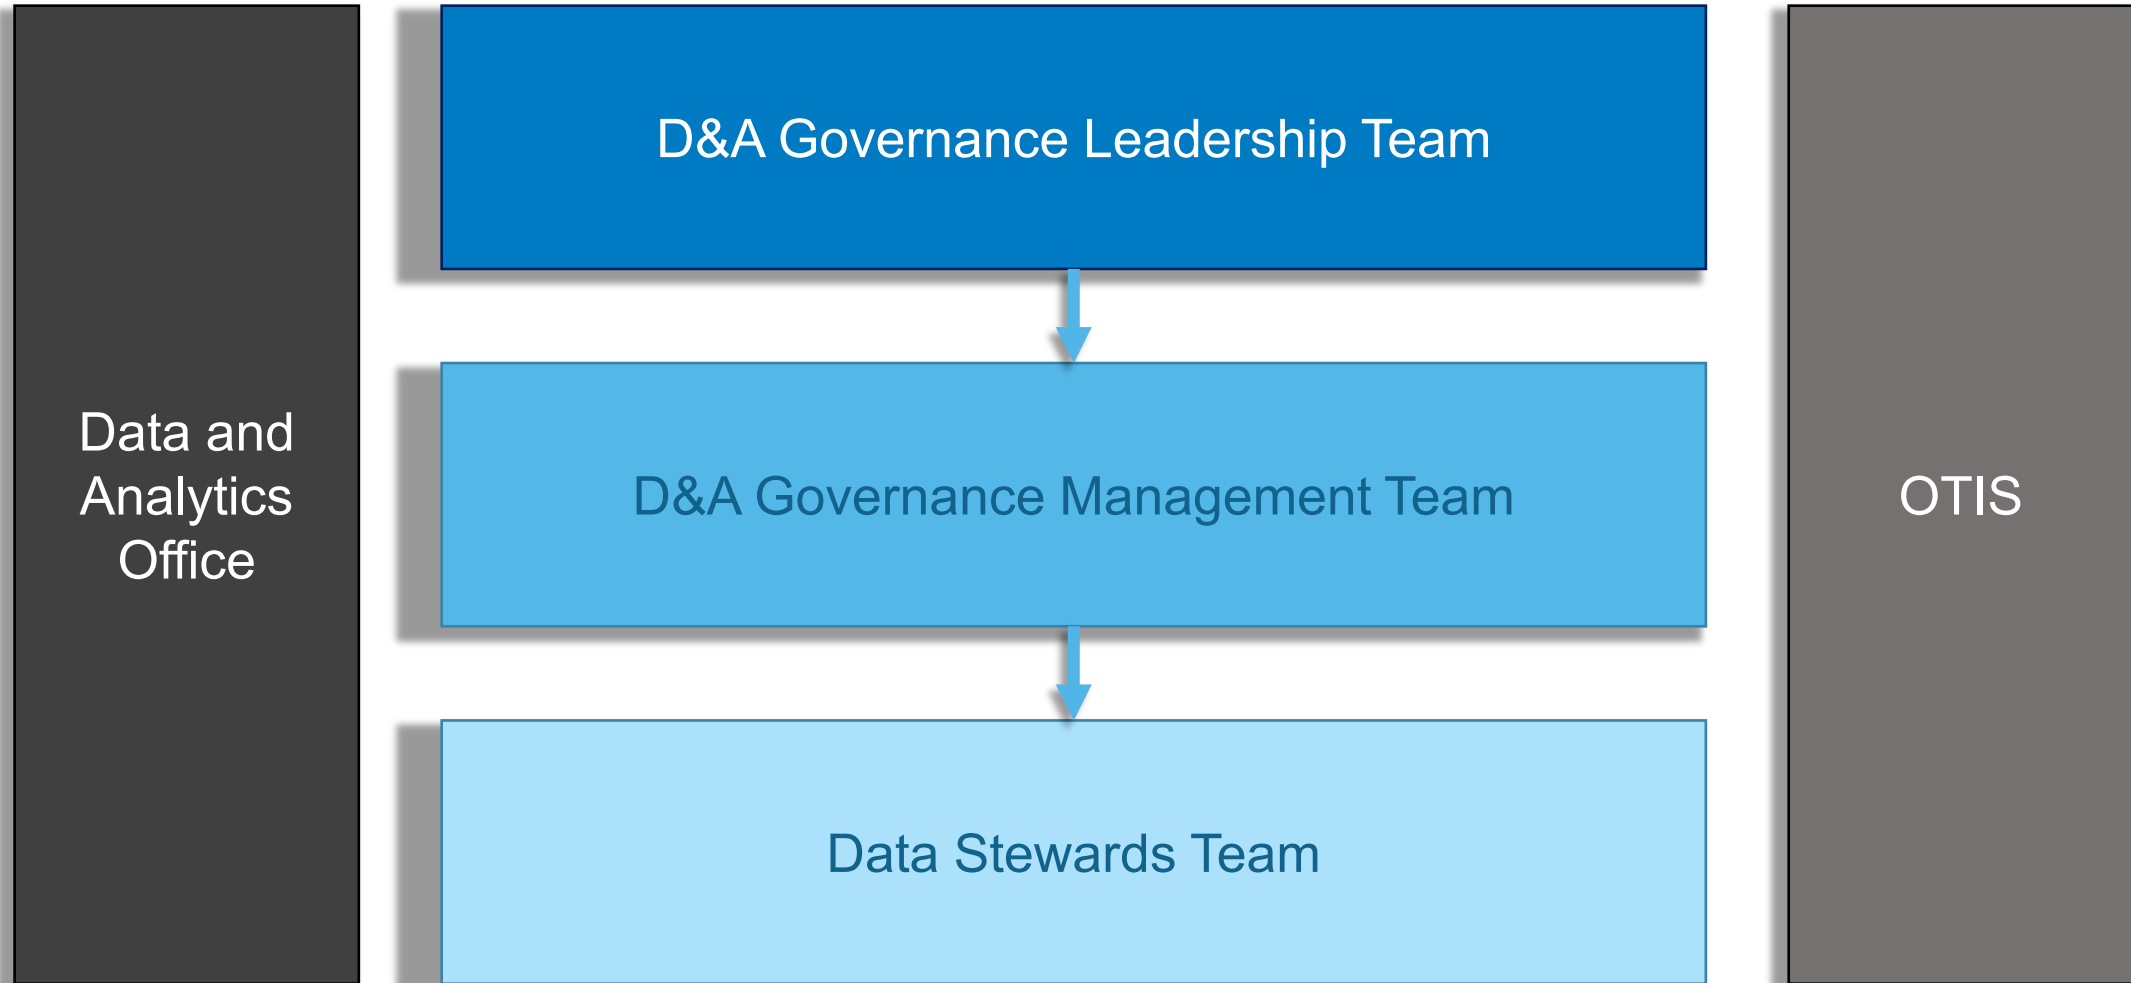 Data and
Analytics
Office
D&A Governance Leadership Team
D&A Governance Management Team
Data Stewards Team
OTIS